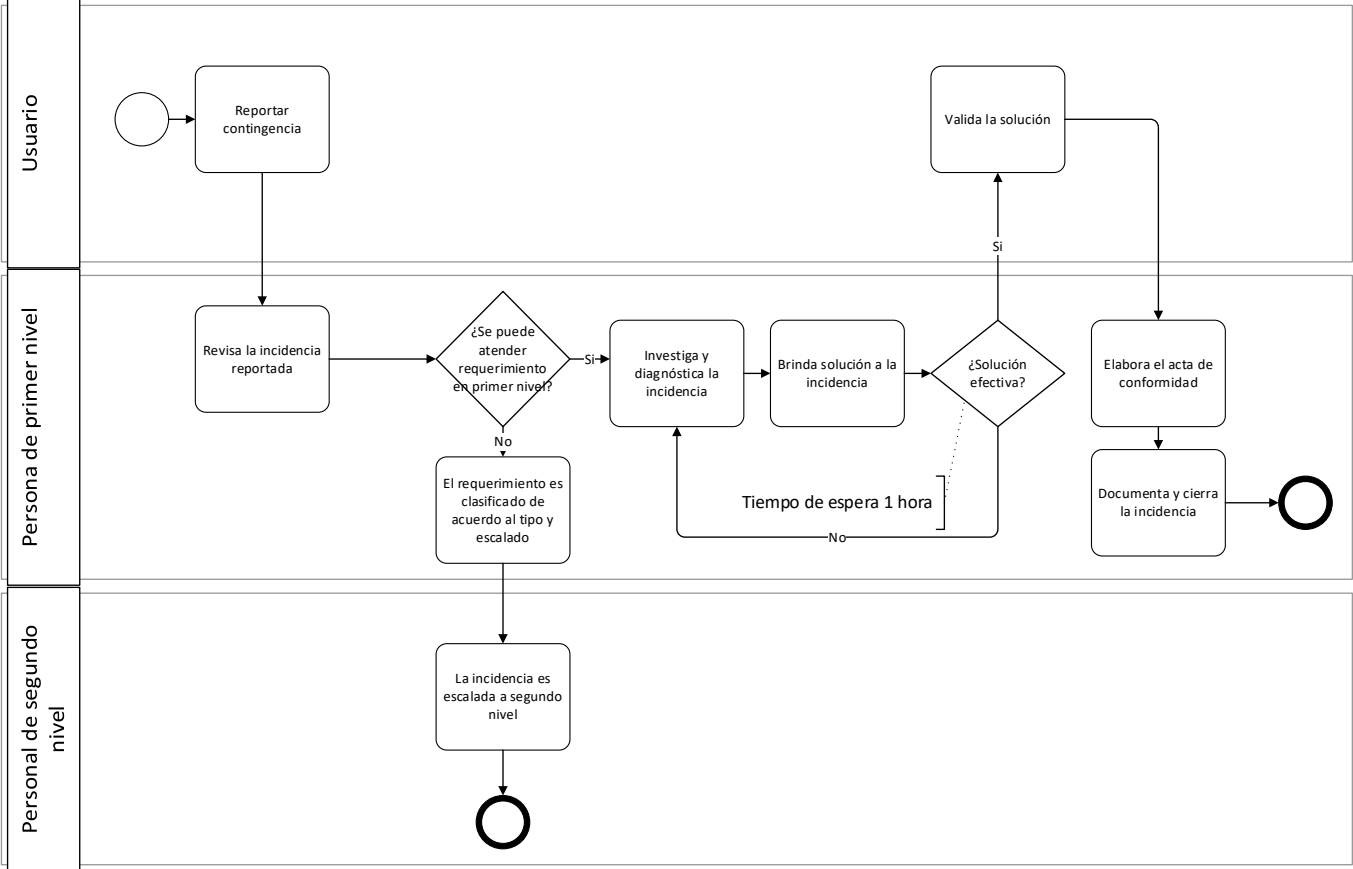 Usuario
Reportar
contingencia
Valida la solución
Si
Persona de primer nivel
Revisa la incidencia
reportada
¿Se puede
atender
requerimiento
en primer nivel?
Si
Investiga y
diagnóstica la
incidencia
Brinda solución a la
incidencia
¿Solución
efectiva?
Elabora el acta de
conformidad
No
El requerimiento es
clasificado de
acuerdo al tipo y
escalado
Tiempo de espera 1 hora
No
Documenta y cierra
la incidencia
Personal de segundo
nivel
La incidencia es
escalada a segundo
nivel